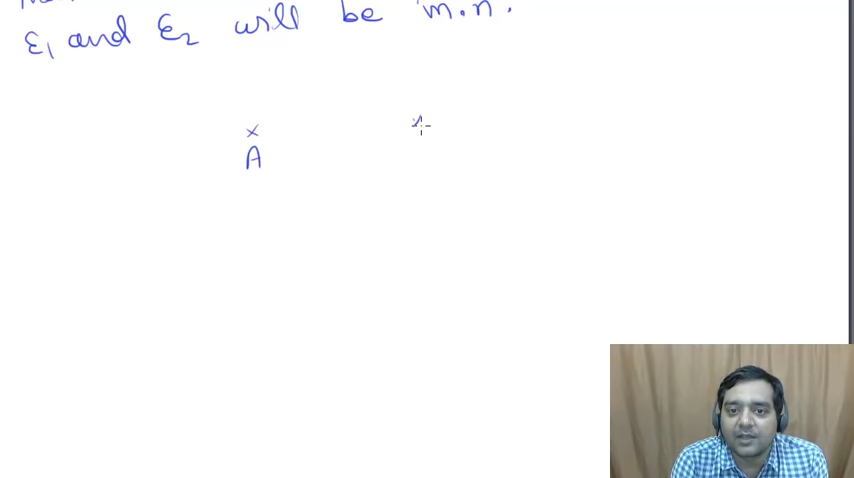 ε₁ and ε₂ will be m.n.
×
A